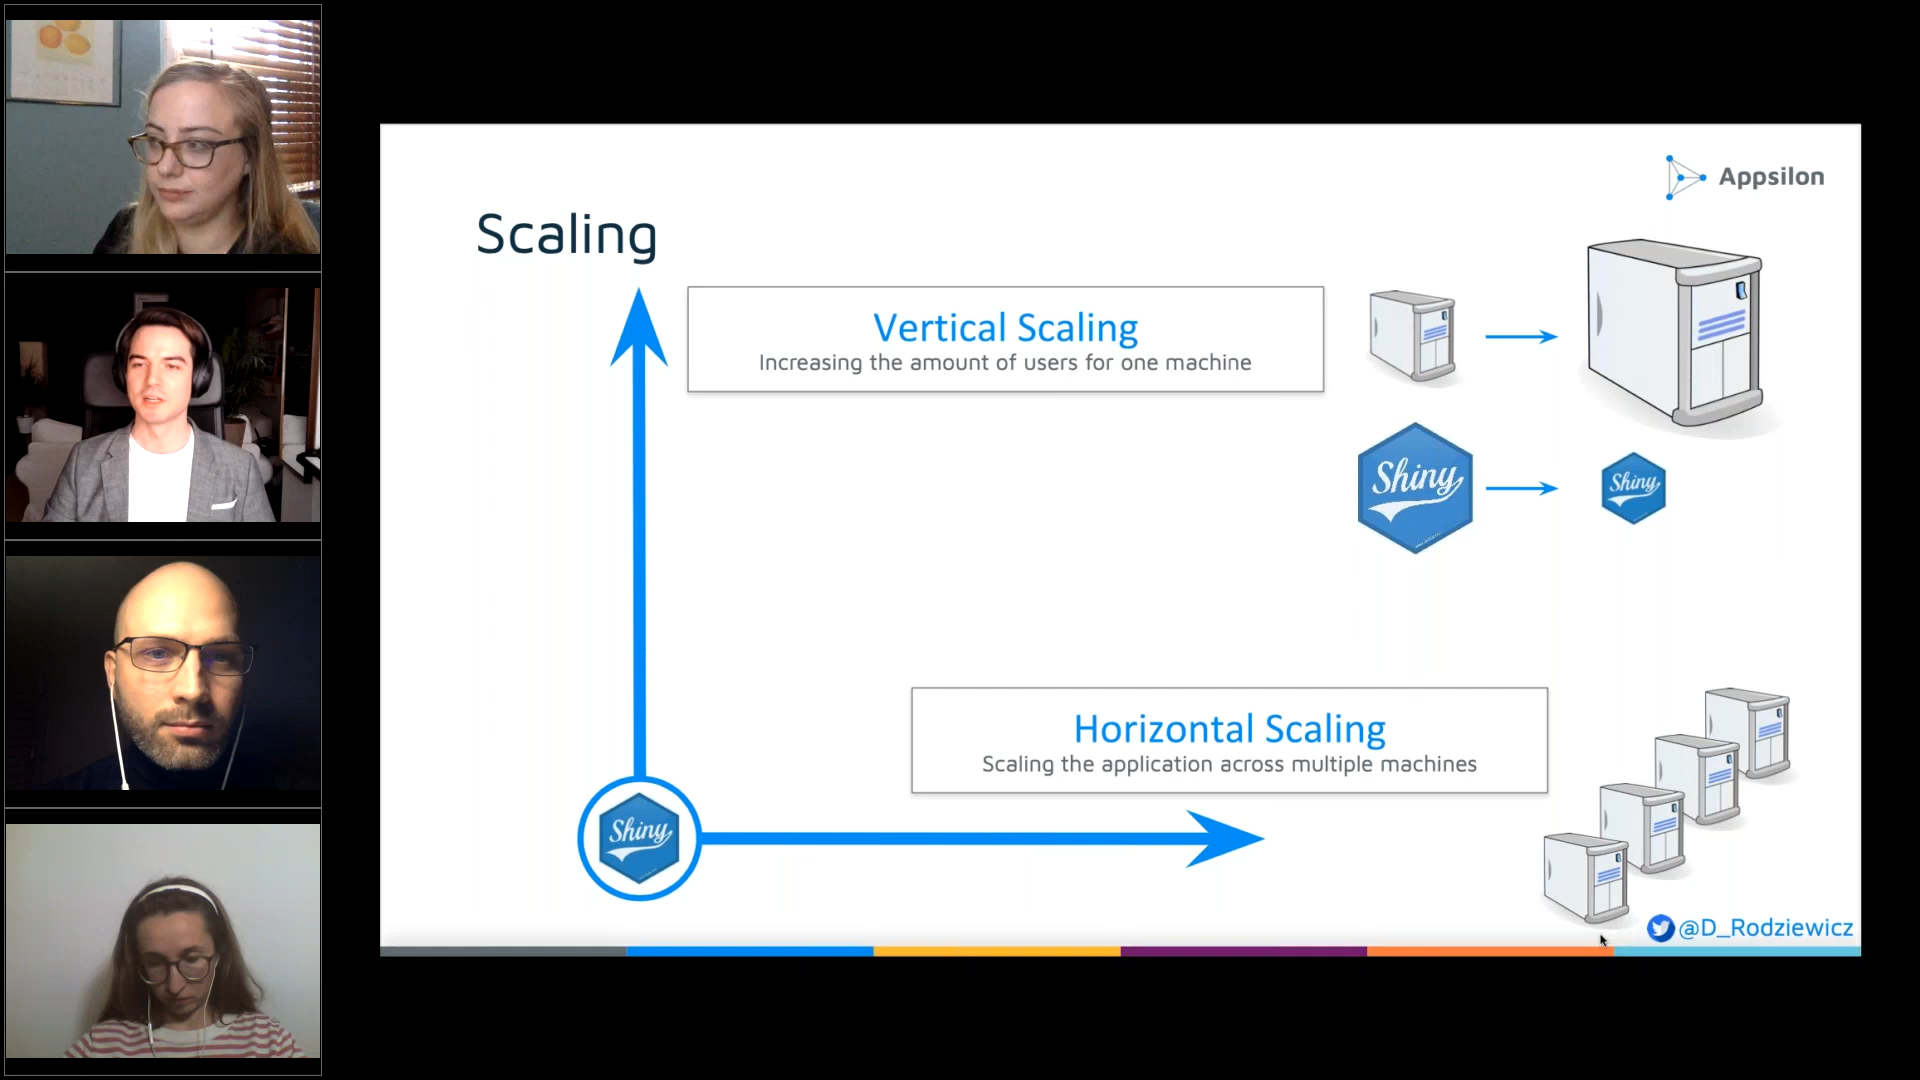 Appsilon
Scaling
Vertical Scaling
Increasing the amount of users for one machine
Shiny
Shiny
Horizontal Scaling
Scaling the application across multiple machines
Shiny
@D_Rodziewicz